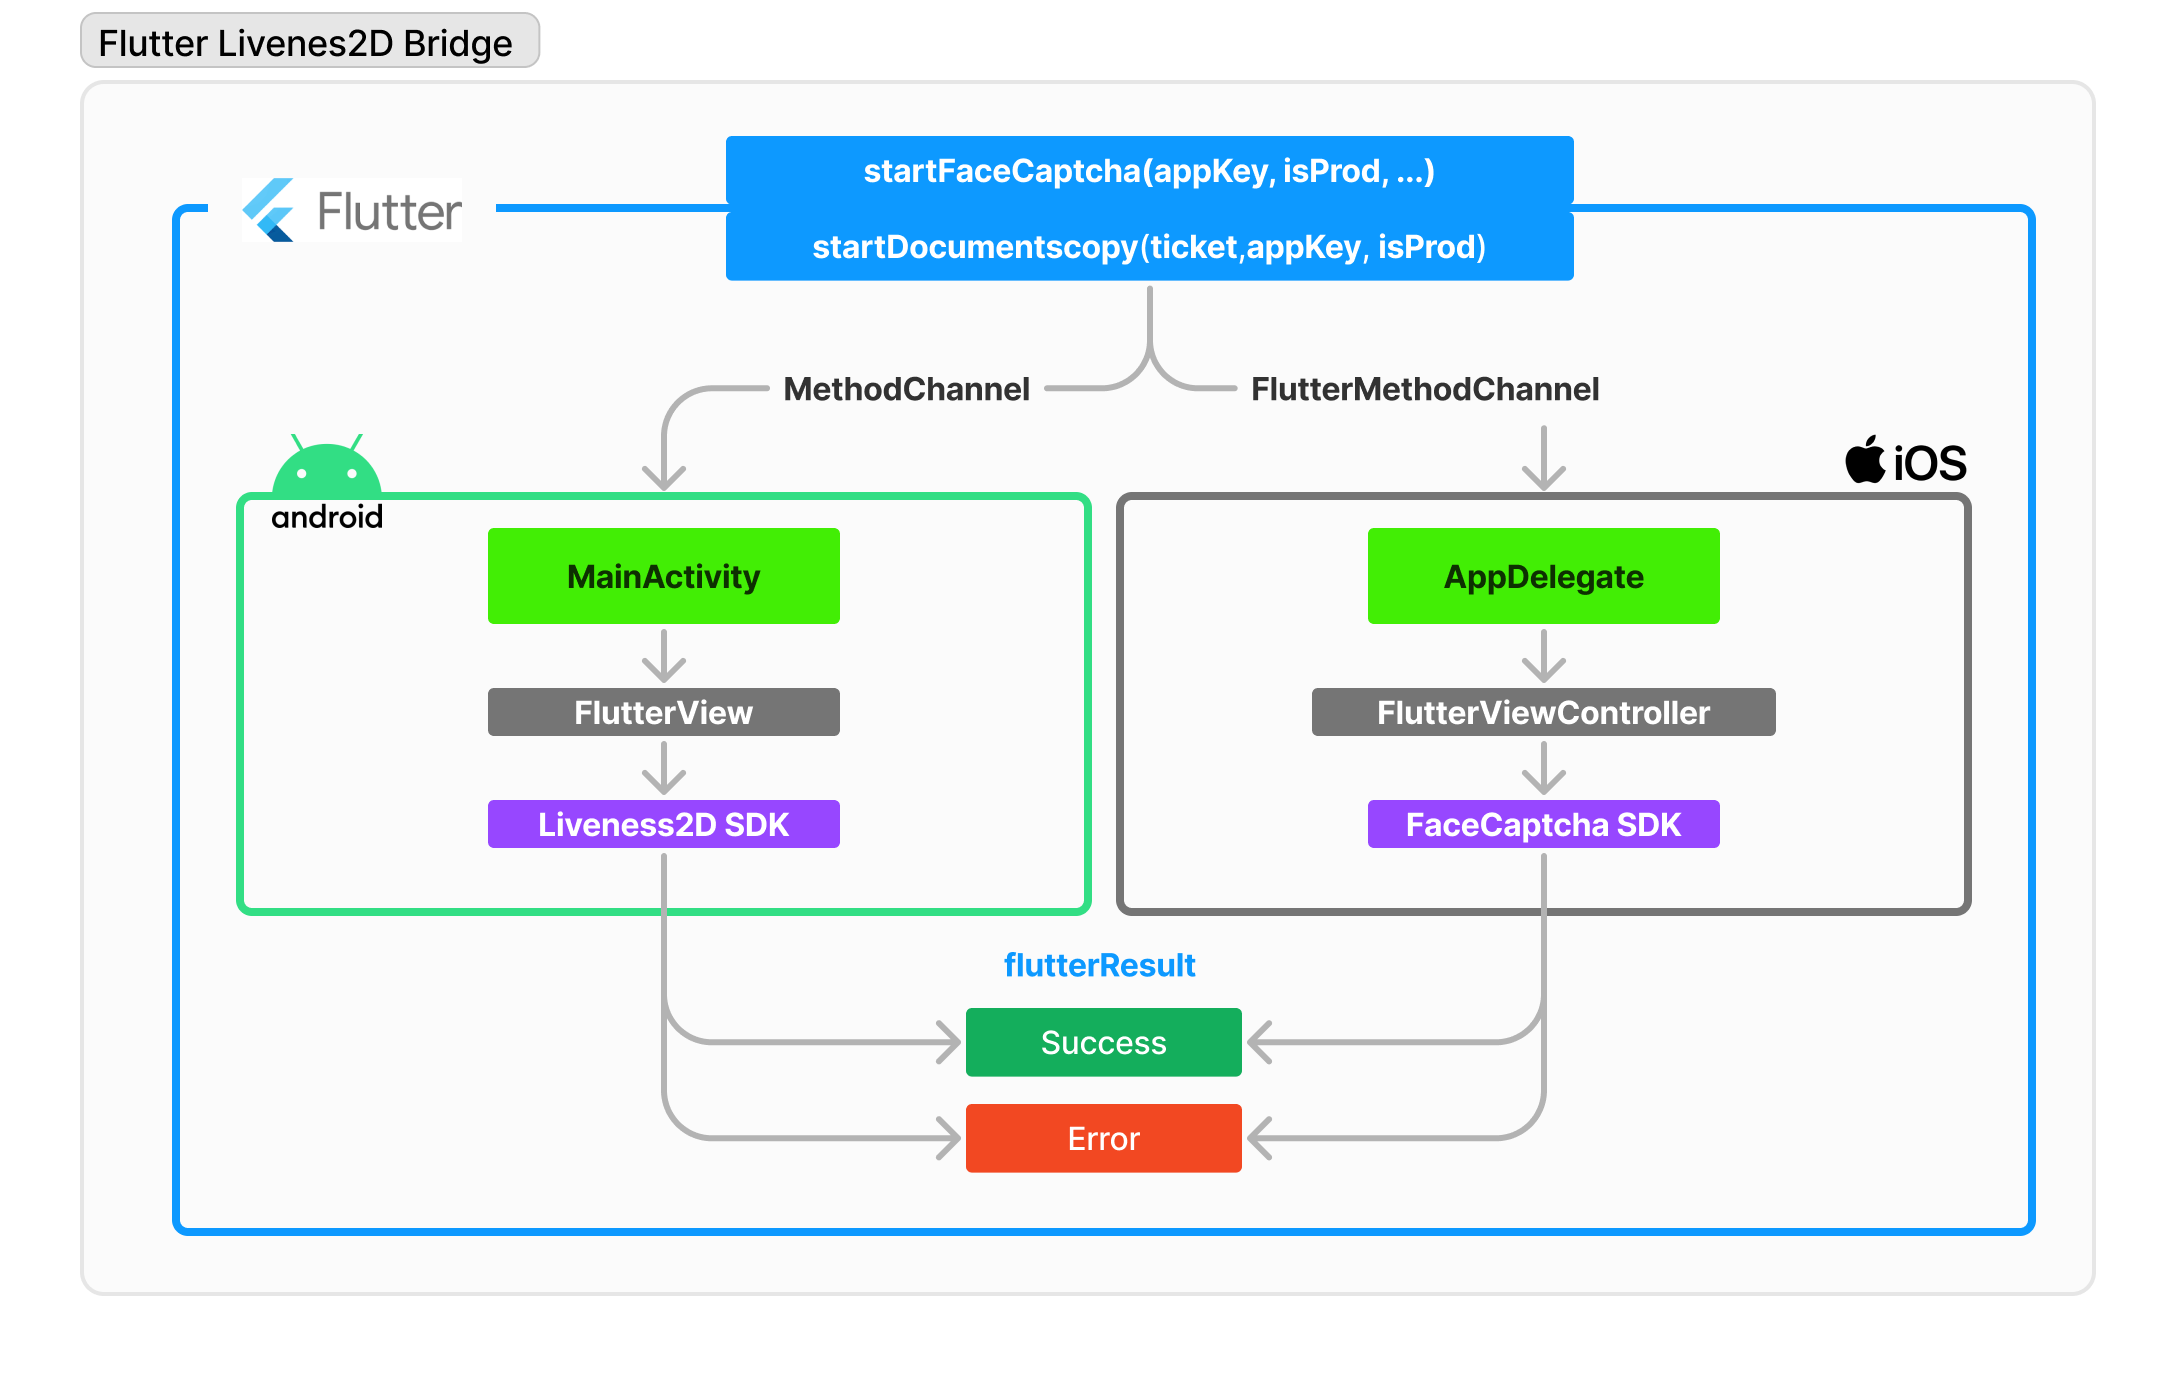 Flutter Livenes2D Bridge
Flutter
startFaceCaptcha(appKey, isProd, ...)
startDocumentscopy(ticket,appKey, isProd)
MethodChannel
FlutterMethodChannel
android
iOS
MainActivity
FlutterView
Liveness2D SDK
AppDelegate
FlutterViewController
FaceCaptcha SDK
flutterResult
Success
Error